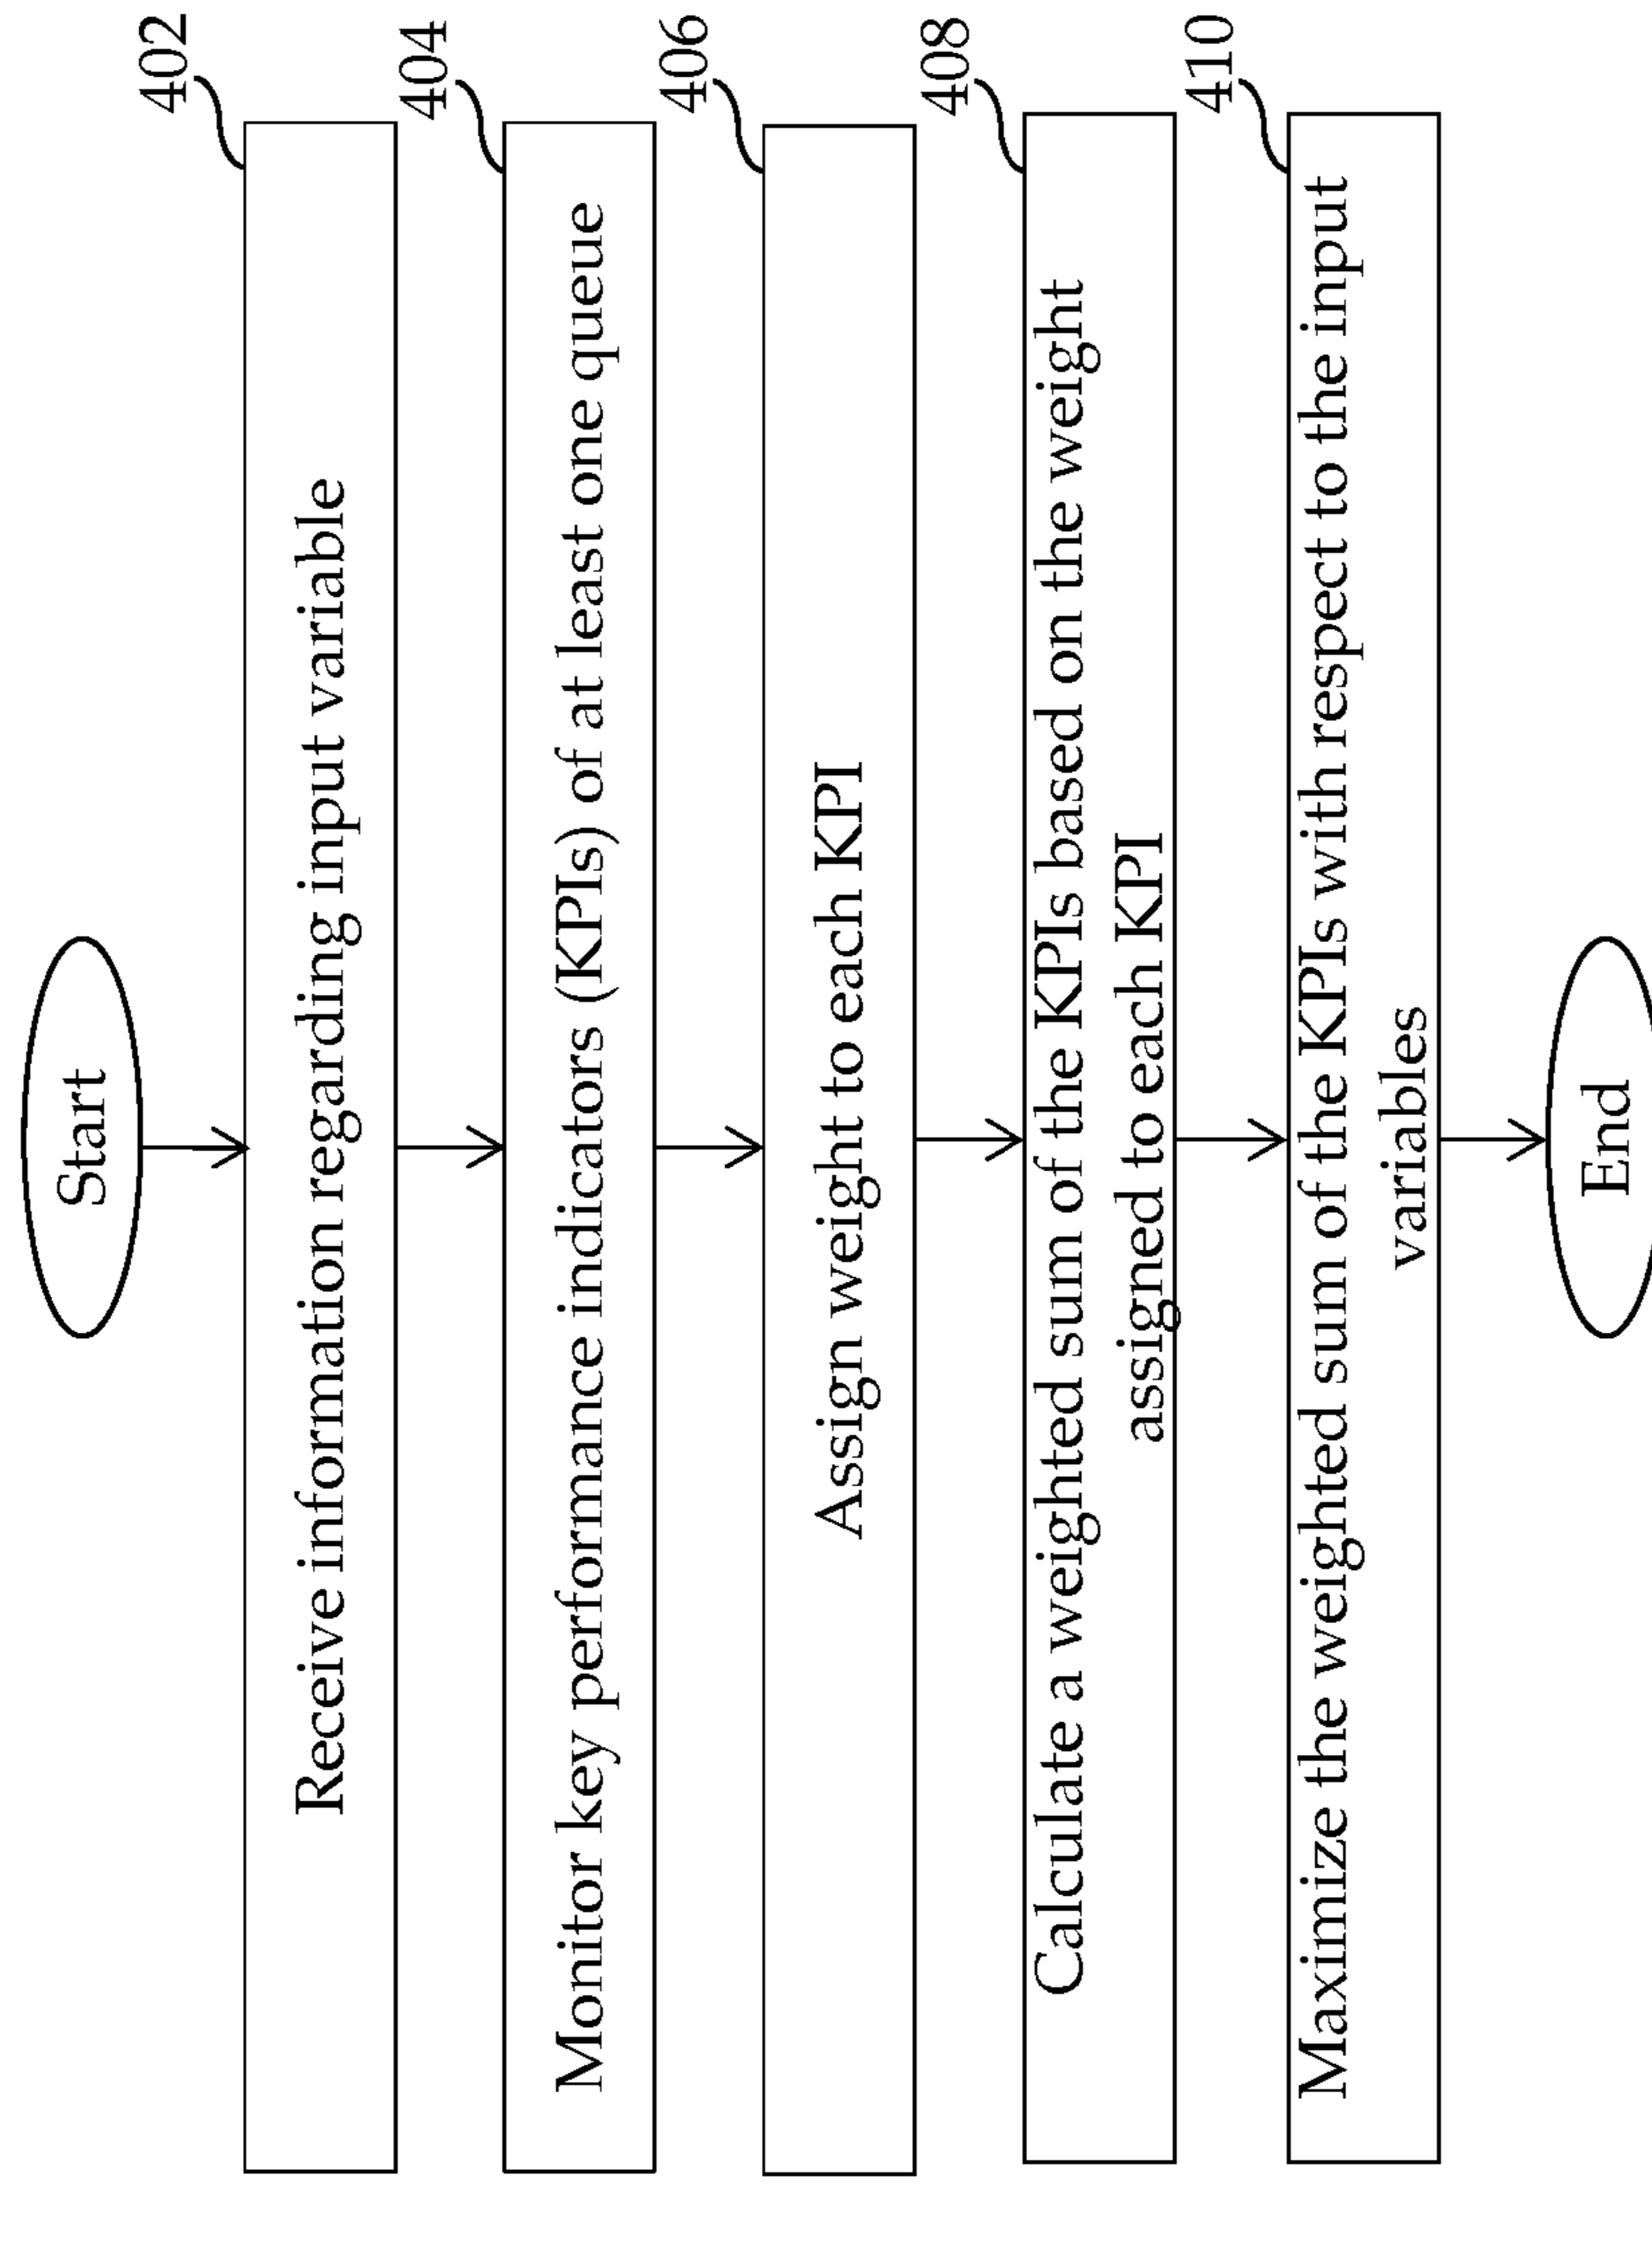 Start
402
Receive information regarding input variable
404
Monitor key performance indicators (KPIs) of at least one queue
406
Assign weight to each KPI
408
Calculate a weighted sum of the KPIs based on the weight
assigned to each KPI
410
Maximize the weighted sum of the KPIs with respect to the input
variables
End